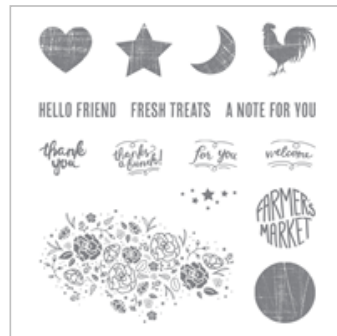 HELLO FRIEND FRESH TREATS A NOTE FOR YOU
thank you thanks a bunch! for you welcome
FARMERS
MARKET